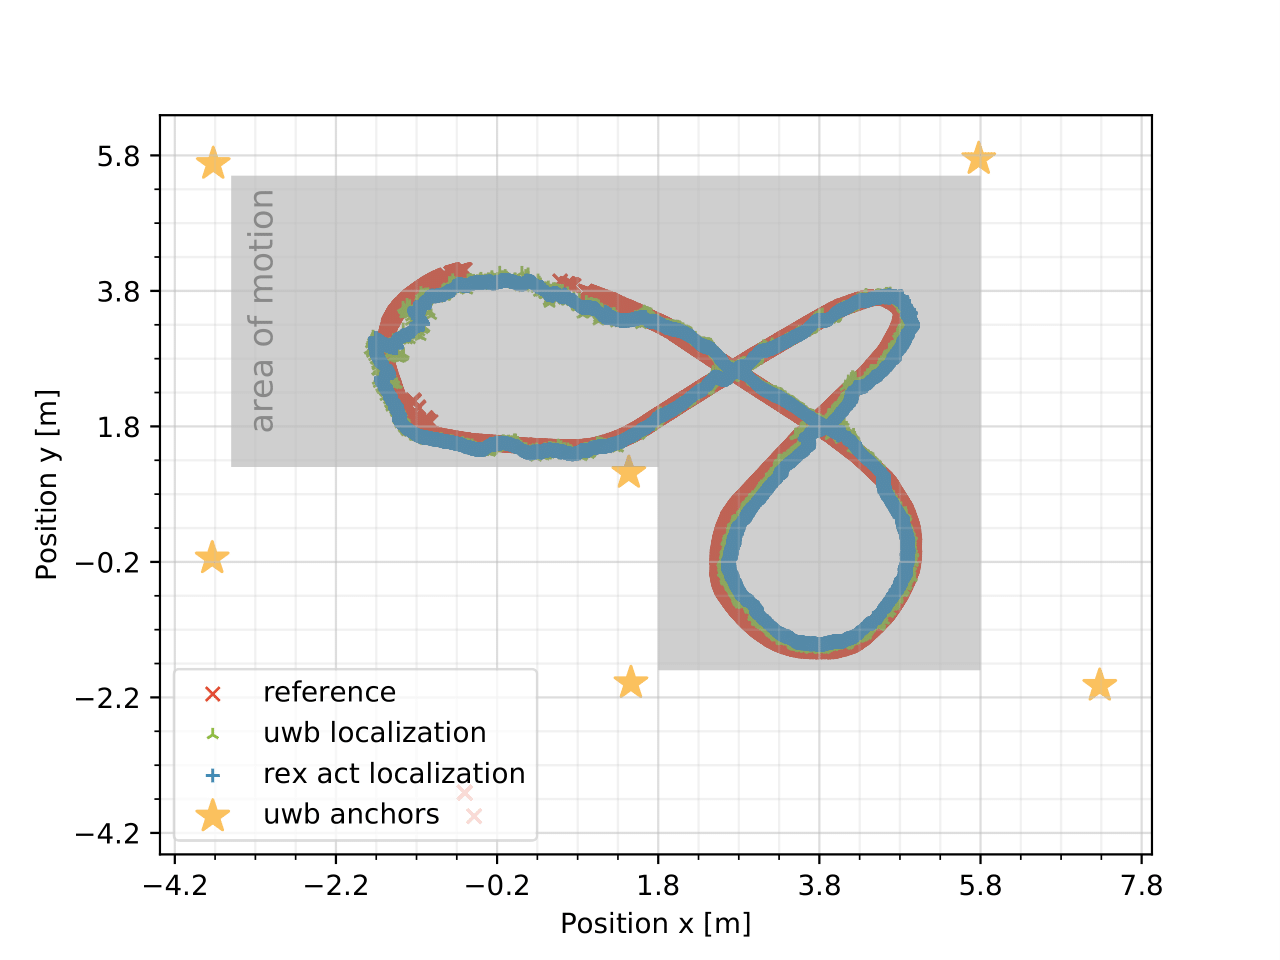 5.8
3.8
1.8
−0.2
−2.2
−4.2
Position y [m]
area of motion
reference
uwb localization
rex act localization
uwb anchors
−4.2 −2.2 −0.2 1.8 3.8 5.8 7.8
Position x [m]